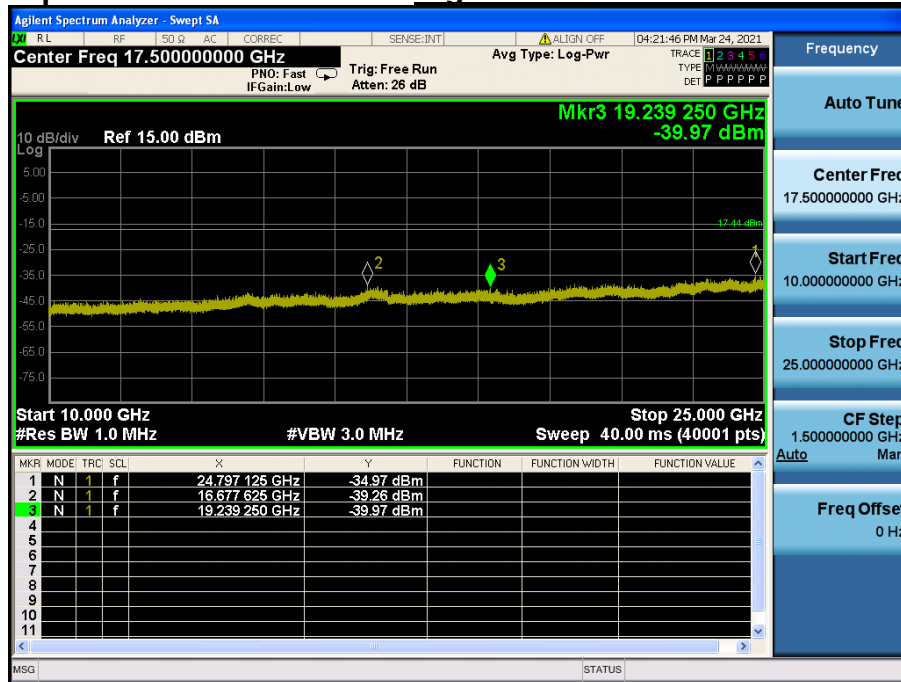 Agilent Spectrum Analyzer - Swept SA
LXI RL RF 50 Ω AC CORREC SENSE:INT ALIGN OFF 04:21:46 PM Mar 24, 2021
Center Freq 17.500000000 GHz
PNO: Fast
IFGain:Low
Trig: Free Run
Atten: 26 dB
Avg Type: Log-Pwr
TRACE 1 2 3 4 5 6
TYPE M WWWWW
DET P P P P P P
Mkr3 19.239 250 GHz
-39.97 dBm
10 dB/div Ref 15.00 dBm
Log
5.00
-5.00
-15.0
-17.44 dBm
-25.0
-35.0
-45.0
-55.0
-65.0
-75.0
2
3
1
Start 10.000 GHz Stop 25.000 GHz
#Res BW 1.0 MHz #VBW 3.0 MHz Sweep 40.00 ms (40001 pts)
MKR MODE TRC SCL X Y FUNCTION FUNCTION WIDTH FUNCTION VALUE
1 N 1 f 24.797 125 GHz -34.97 dBm
2 N 1 f 16.677 625 GHz -39.26 dBm
3 N 1 f 19.239 250 GHz -39.97 dBm
4
5
6
7
8
9
10
11
MSG STATUS
Frequency
Auto Tune
Center Freq
17.500000000 GHz
Start Freq
10.000000000 GHz
Stop Freq
25.000000000 GHz
CF Step
1.500000000 GHz
Auto Man
Freq Offset
0 Hz